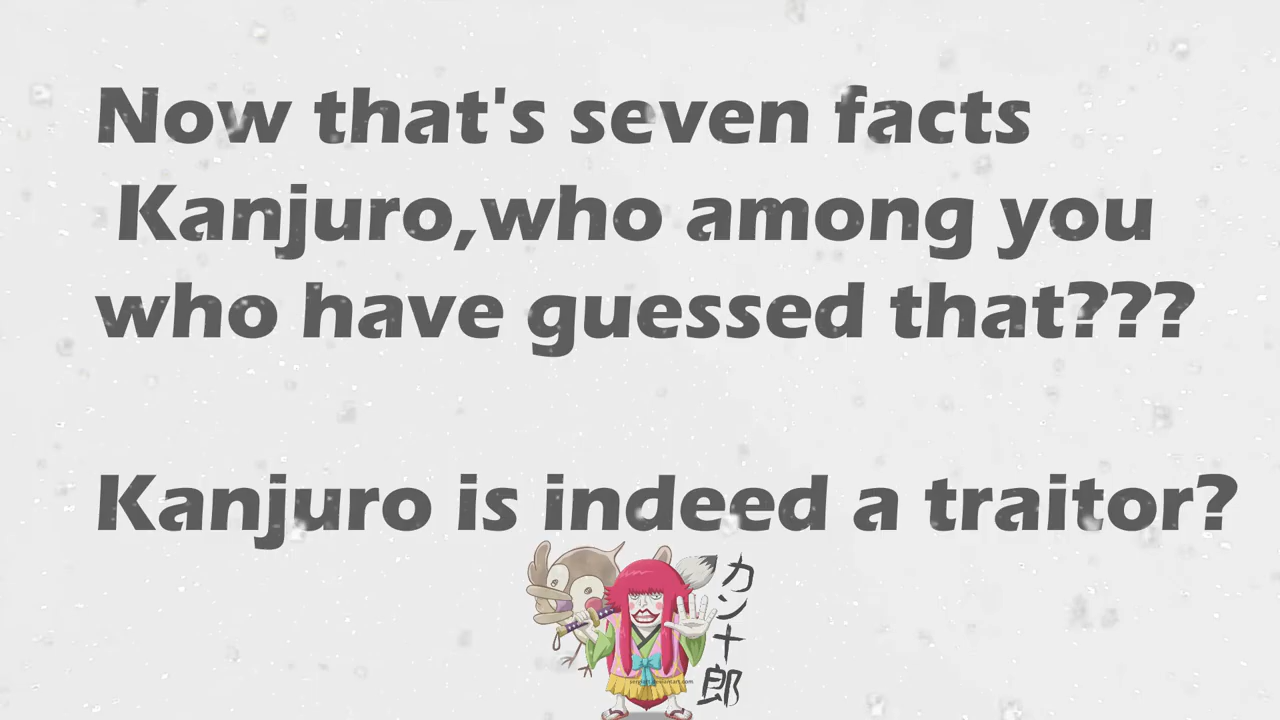 Now that's seven facts
Kanjuro,who among you
who have guessed that???
Kanjuro is indeed a traitor?
カン十郎